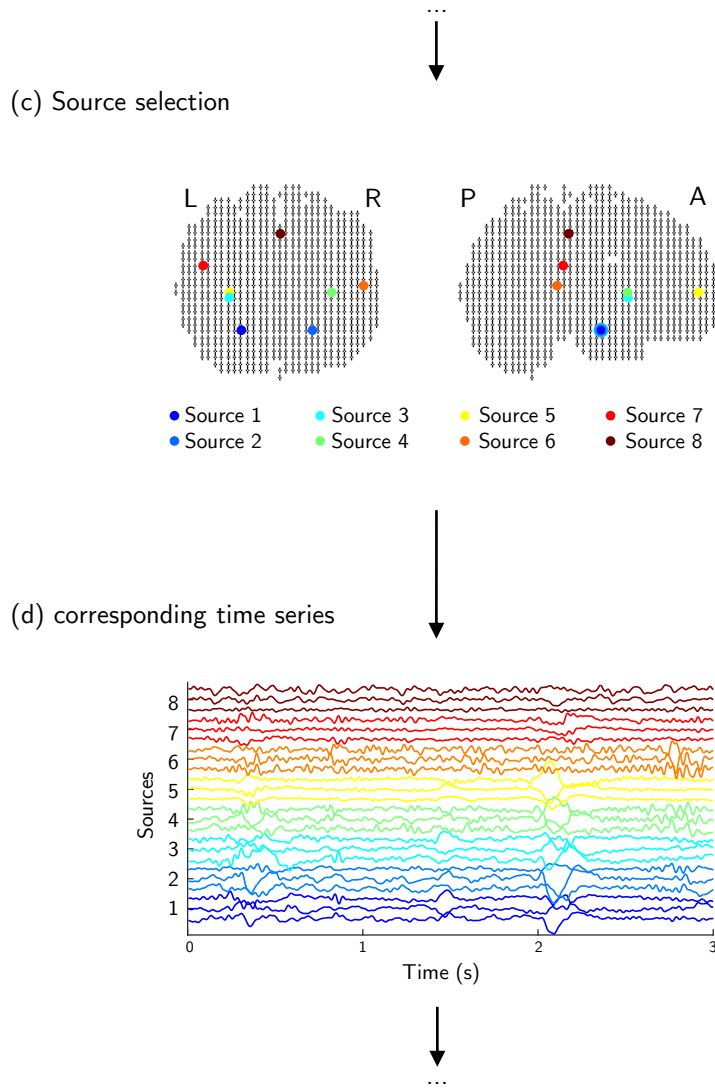 ...
(c) Source selection
L R P A
Source 1 Source 3 Source 5 Source 7
Source 2 Source 4 Source 6 Source 8
(d) corresponding time series
8
7
6
5
4
3
2
1
Sources
0 1 2 3
Time (s)
...